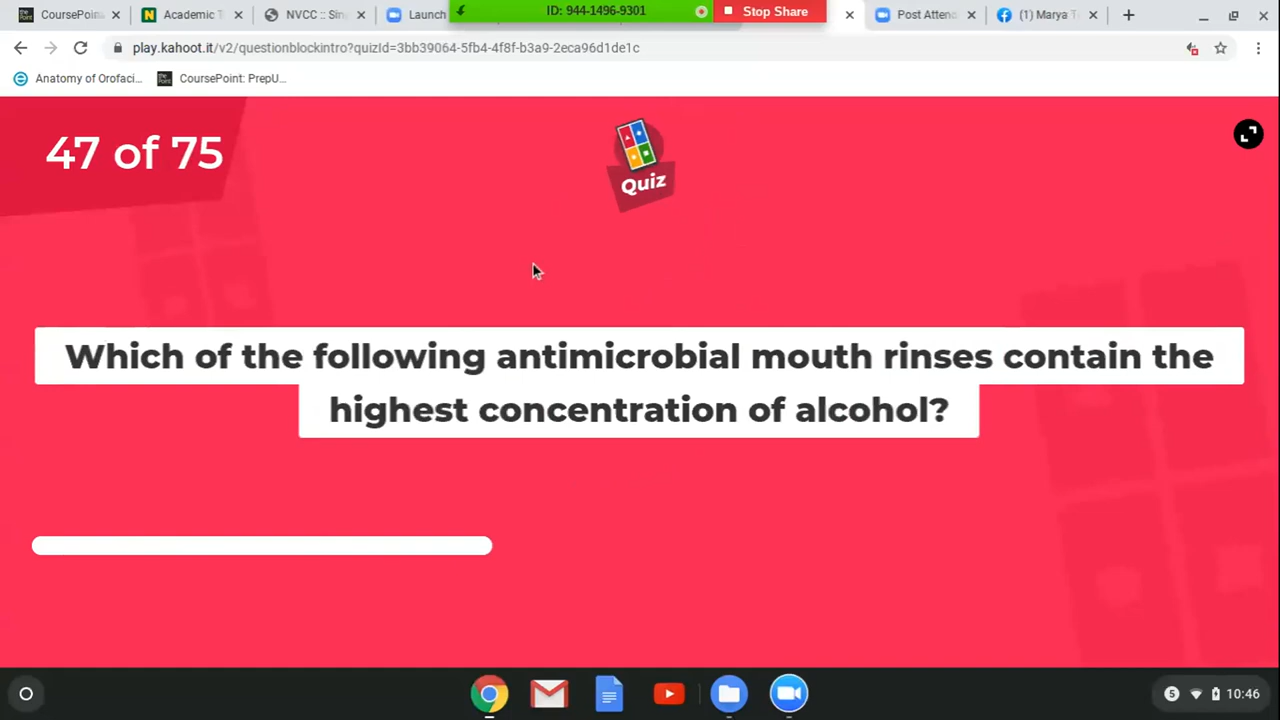 CoursePoin
Academic T
NVCC :: Sin
Launch
ID: 944-1496-9301
Stop Share
Post Attend
(1) Marya T
play.kahoot.it/v2/questionblockintro?quizId=3bb39064-5fb4-4f8f-b3a9-2eca96d1de1c
Anatomy of Orofaci...
CoursePoint: PrepU...
47 of 75
Quiz
Which of the following antimicrobial mouth rinses contain the
highest concentration of alcohol?
5
10:46